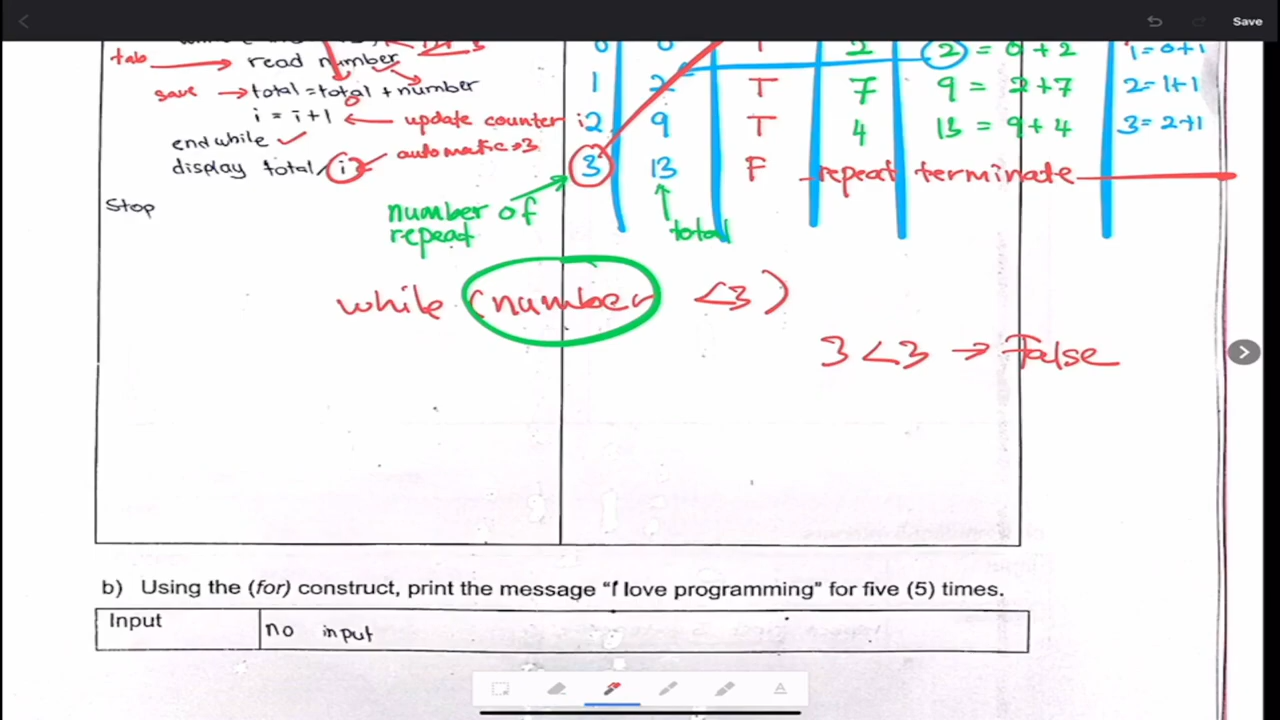 Save
0 0 2 2 = 0 + 2 1 = 0+1
tab read number
1 2 T 7 9 = 2+7 2 = 1+1
save total = total + number
i = i+1 update counter i
2 9 T 4 13 = 9+4 3 = 2+1
endwhile
automatic → 3
display total, i
3 13 F repeat terminate
Stop
number of
repeat
total
while (number <3)
3 <3 → False
b) Using the (for) construct, print the message “I love programming” for five (5) times.
Input no input
A